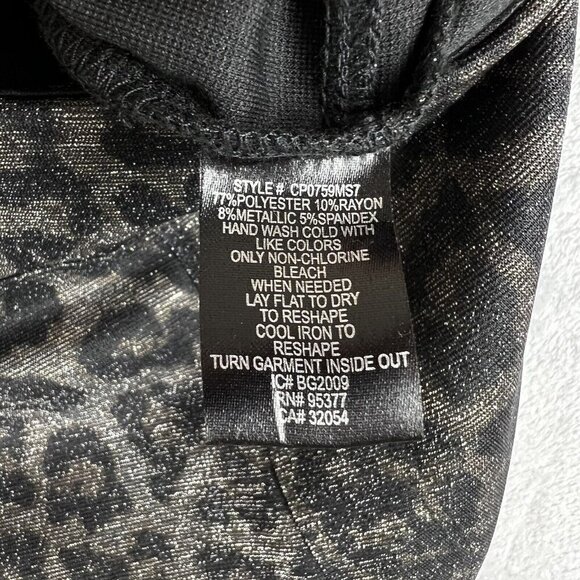 STYLE # CP0759MS7
77%POLYESTER 10%RAYON
8%METALLIC 5%SPANDEX
HAND WASH COLD WITH
LIKE COLORS
ONLY NON-CHLORINE
BLEACH
WHEN NEEDED
LAY FLAT TO DRY
TO RESHAPE
COOL IRON TO
RESHAPE
TURN GARMENT INSIDE OUT
IC# BG2009
RN# 95377
CA# 32054